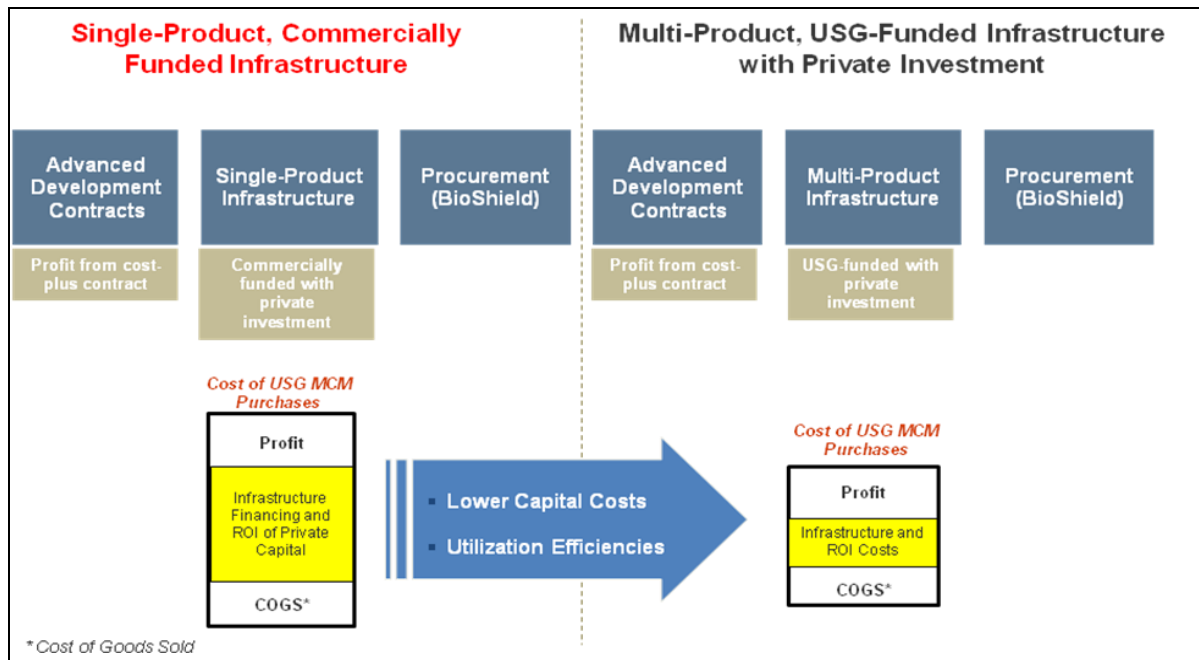 Single-Product, Commercially
Funded Infrastructure
Advanced
Development
Contracts
Single-Product
Infrastructure
Procurement
(BioShield)
Profit from cost-
plus contract
Commercially
funded with
private
investment
Cost of USG MCM
Purchases
Profit
Infrastructure
Financing and
ROI of Private
Capital
COGS*
* Cost of Goods Sold
▪ Lower Capital Costs
▪ Utilization Efficiencies
Multi-Product, USG-Funded Infrastructure
with Private Investment
Advanced
Development
Contracts
Multi-Product
Infrastructure
Procurement
(BioShield)
Profit from cost-
plus contract
USG-funded with
private
investment
Cost of USG MCM
Purchases
Profit
Infrastructure and
ROI Costs
COGS*